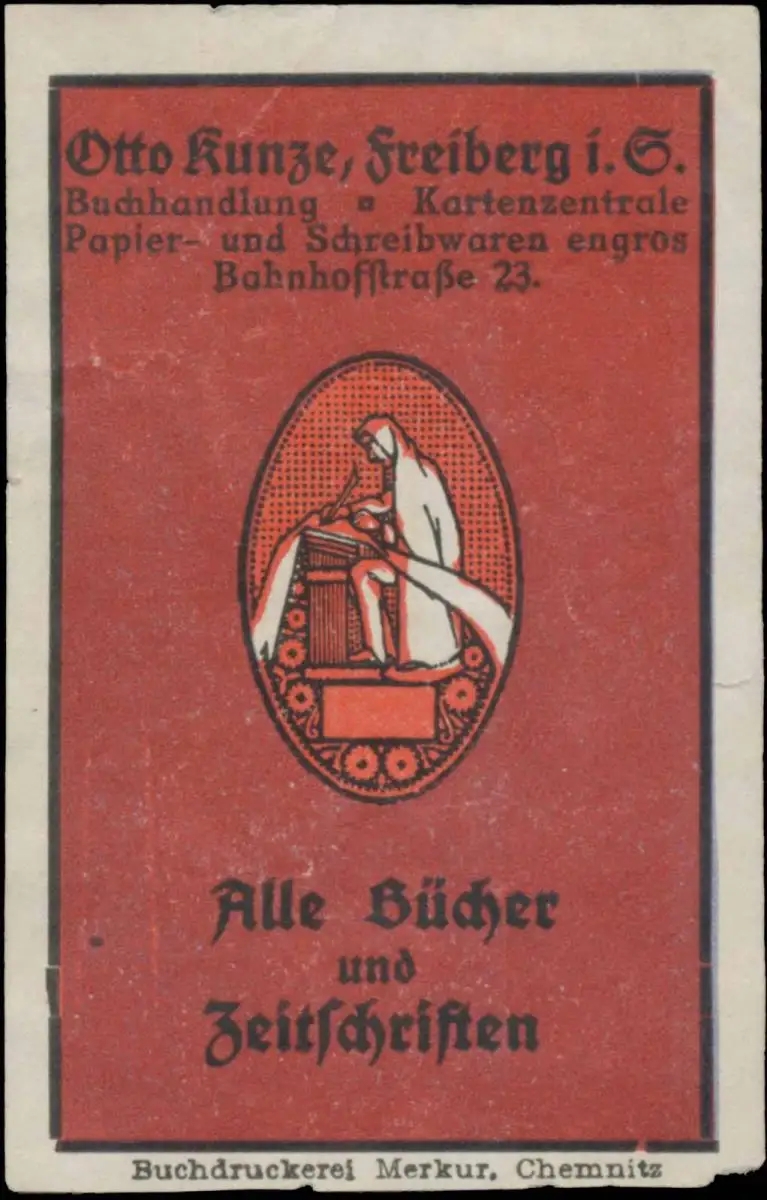 Otto Kunze, Freiberg i. S.
Buchhandlung ¤ Kartenzentrale
Papier- und Schreibwaren engros
Bahnhofstraße 23.
Alle Bücher
und
Zeitschriften
Buchdruckerei Merkur, Chemnitz